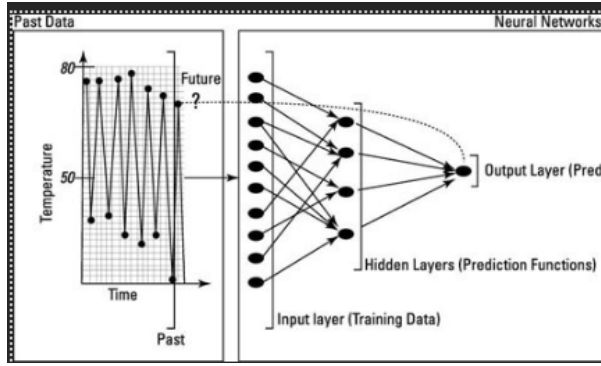 Past Data
Neural Networks
80
Future
?
50
Temperature
Time
Past
Output Layer (Pred
Hidden Layers (Prediction Functions)
Input layer (Training Data)